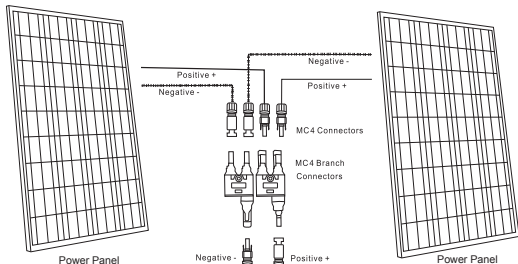 Negative -
Positive +
Positive +
Negative -
MC4 Connectors
MC4 Branch
Connectors
Negative -
Positive +
Power Panel
Power Panel